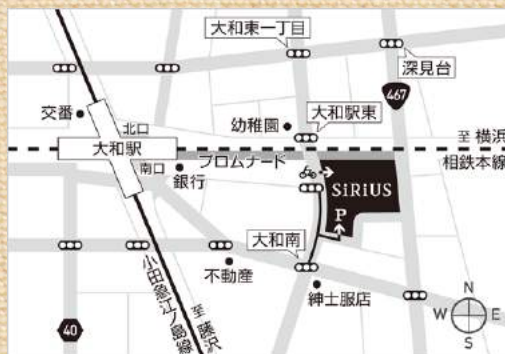 大和東一丁目
深見台
467
交番
北口
幼稚園
大和駅東
至 横浜
大和駅
プロムナード
相鉄本線
南口
銀行
SiRiUS
P
大和南
不動産
紳士服店
小田急江ノ島線
至 藤沢
40
N
W
E
S